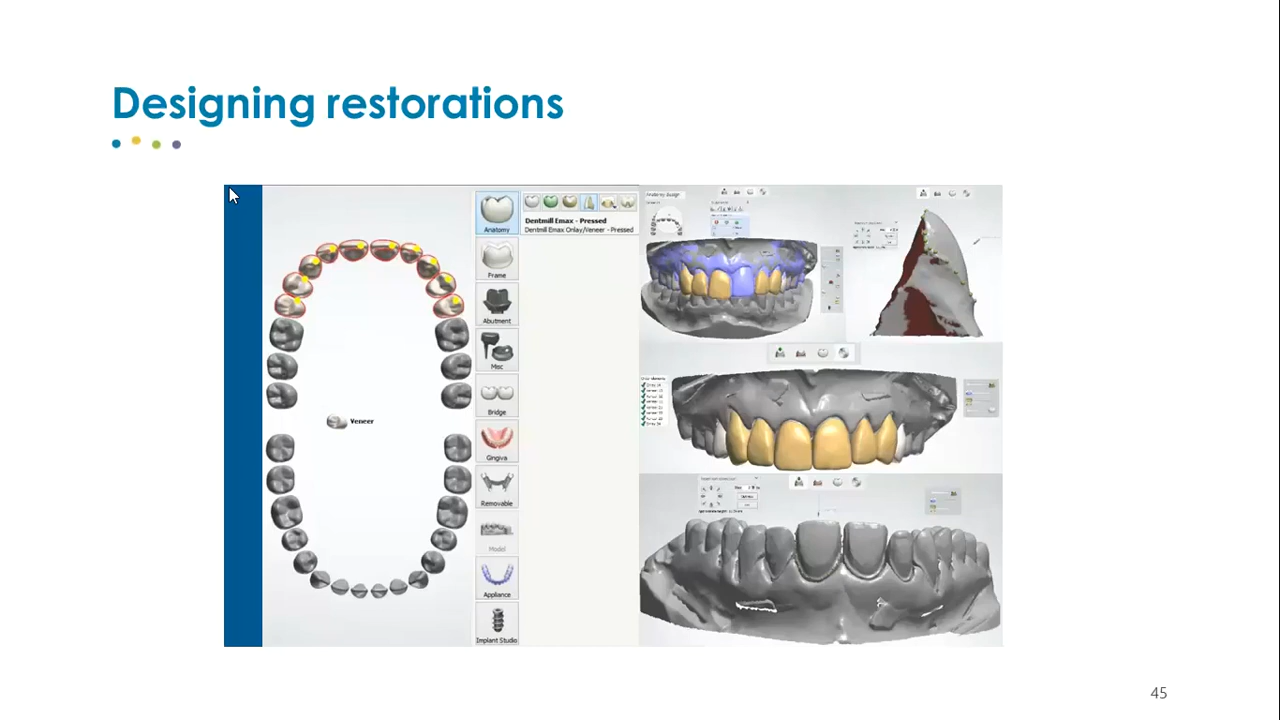 Designing restorations
Anatomy
Dentmill Emax - Pressed
Dentmill Emax Onlay/Veneer - Pressed
Frame
Abutment
Misc
Bridge
Veneer
Gingiva
Removable
Model
Appliance
Implant Studio
Anatomy design
45